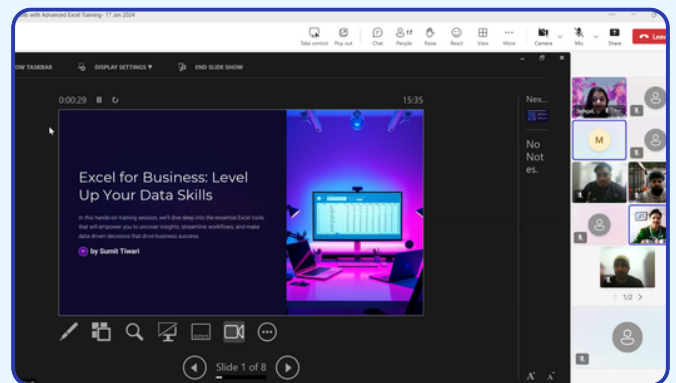 ns with Advanced Excel Training- 17 Jan 2024
Take control Pop out Chat People 17 Raise React View More Camera Mic Share Leav
OW TASKBAR DISPLAY SETTINGS ▼ END SLIDE SHOW
0:00:29 15:35
Nex...
Excel for Business: Level
Up Your Data Skills
In this hands-on training session, we'll dive deep into the essential Excel tools
that will empower you to uncover insights, streamline workflows, and make
data-driven decisions that drive business success.
by Sumit Tiwari
No
Not
es.
M
1/2
Slide 1 of 8
A A